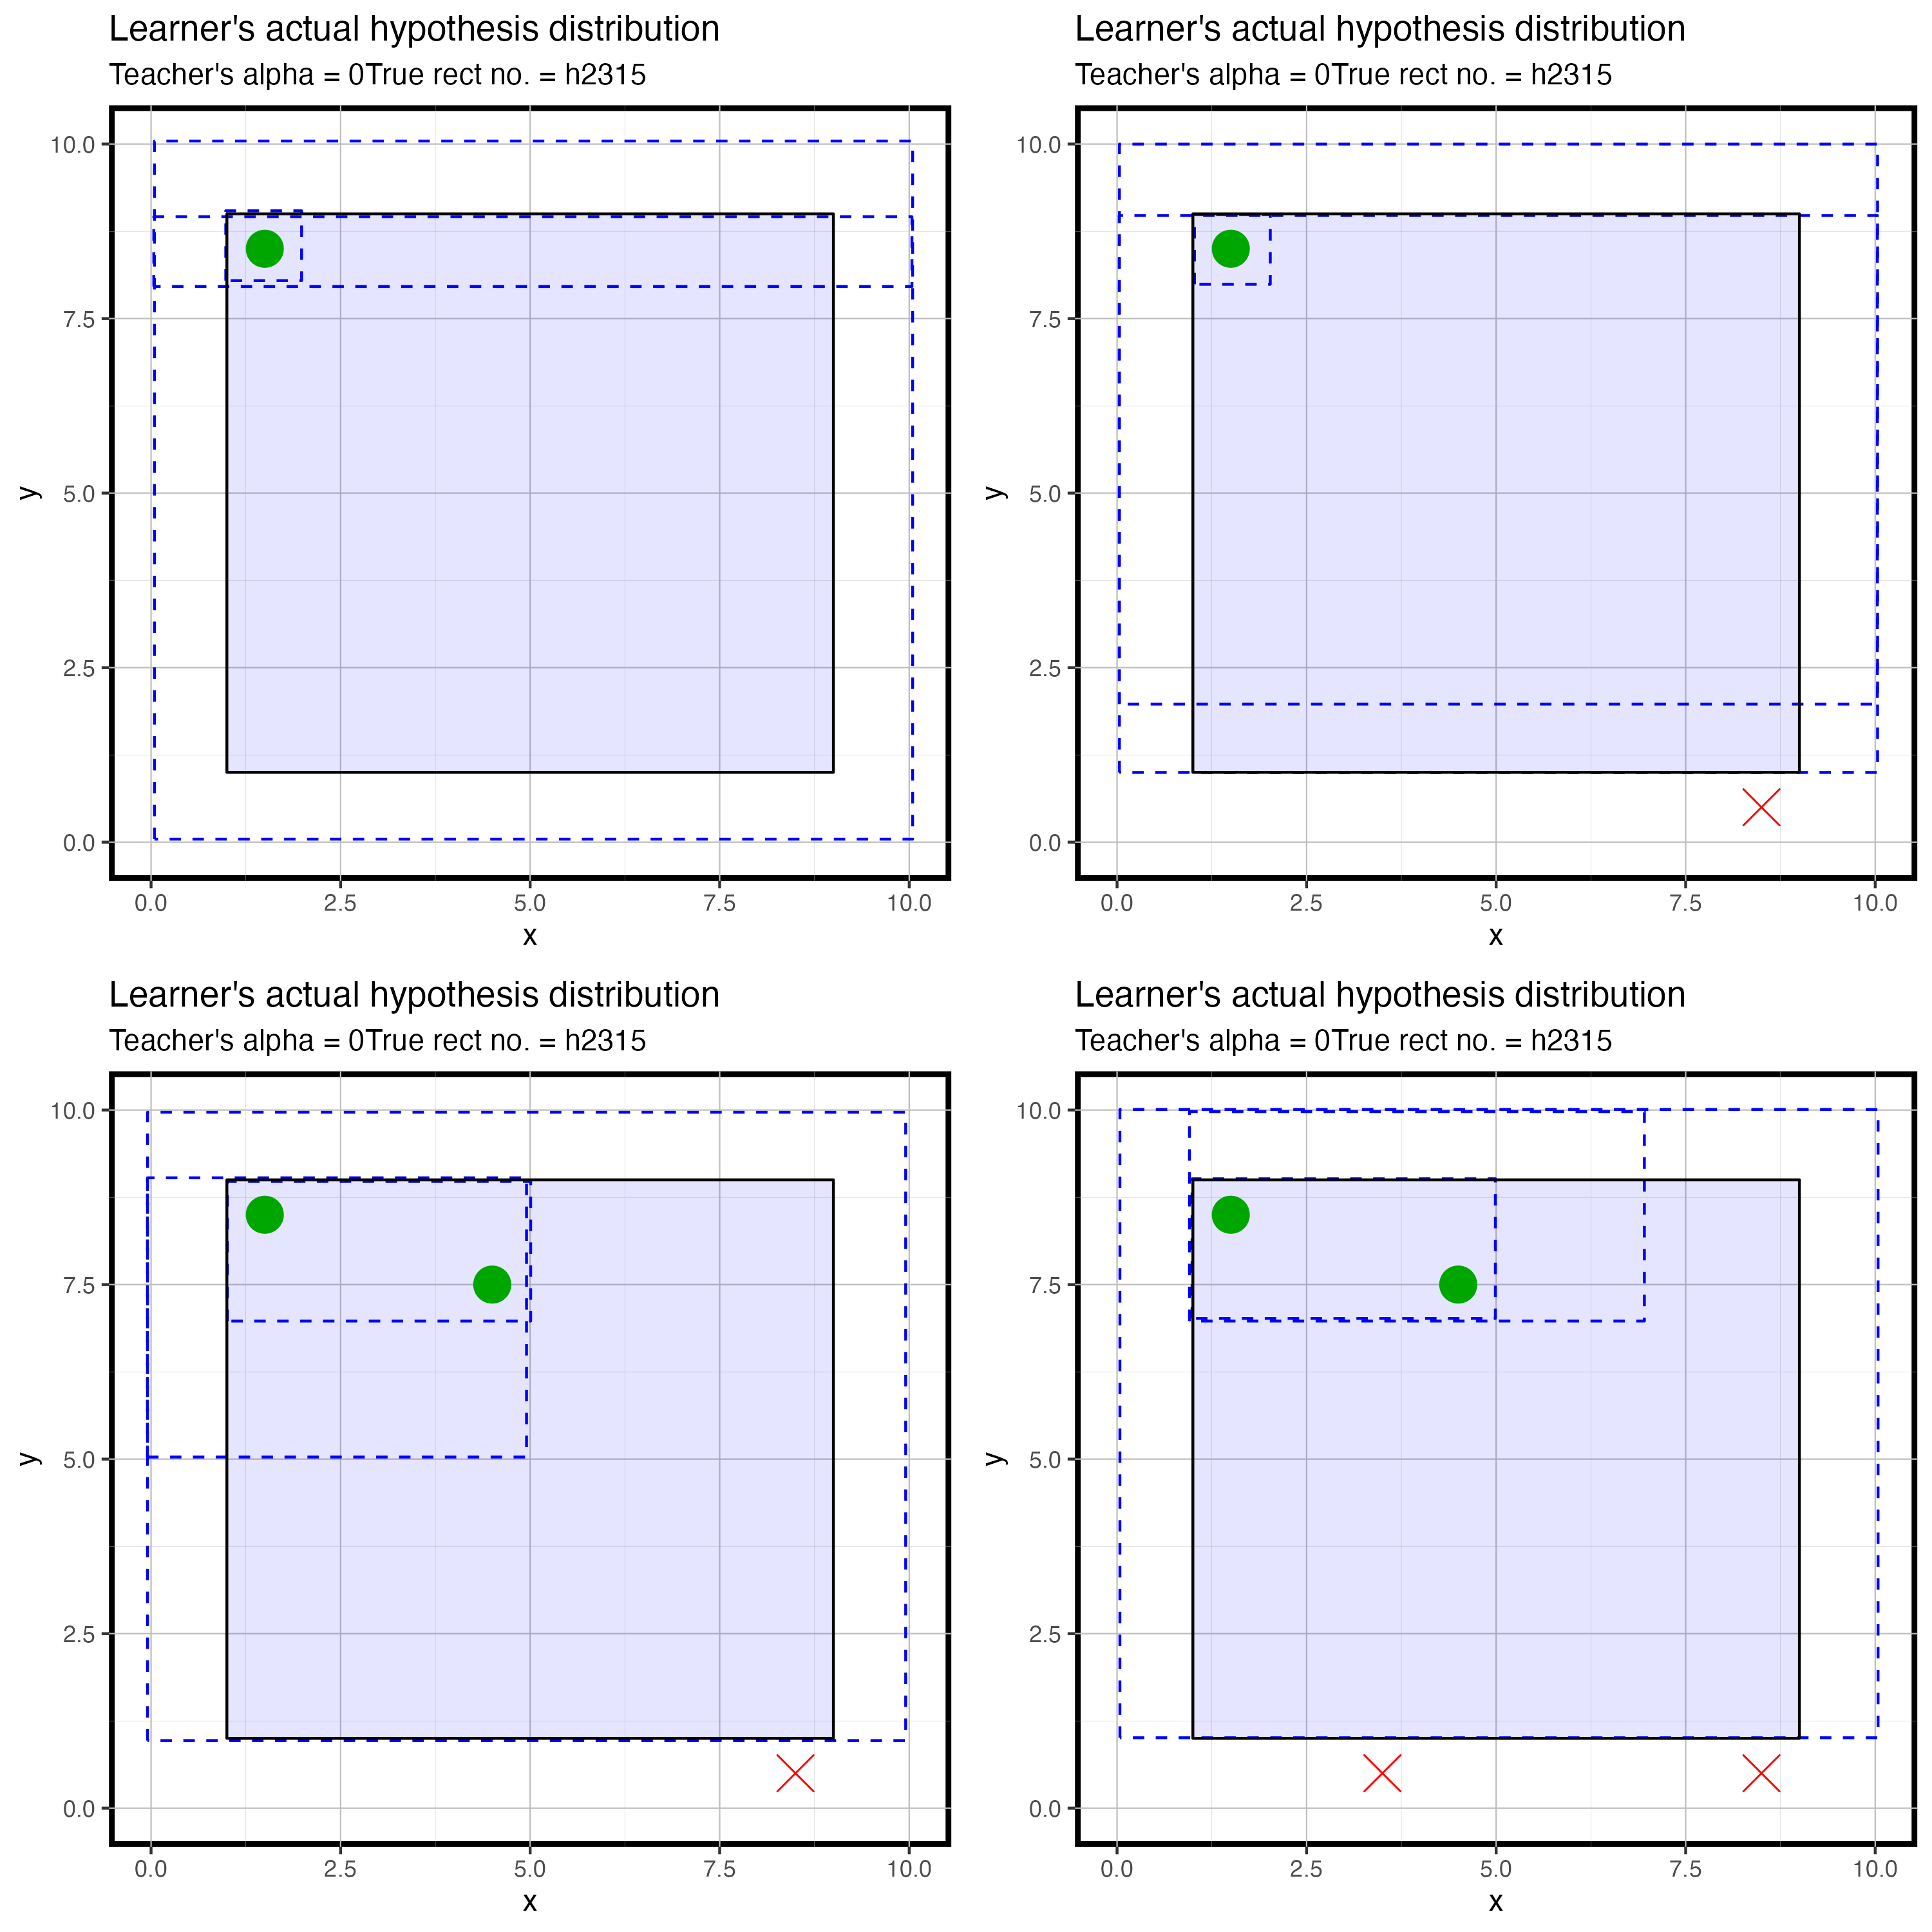 Learner's actual hypothesis distribution
Teacher's alpha = 0True rect no. = h2315
10.0
7.5
5.0
2.5
0.0
y
0.0 2.5 5.0 7.5 10.0
x
Learner's actual hypothesis distribution
Teacher's alpha = 0True rect no. = h2315
10.0
7.5
5.0
2.5
0.0
y
0.0 2.5 5.0 7.5 10.0
x
Learner's actual hypothesis distribution
Teacher's alpha = 0True rect no. = h2315
10.0
7.5
5.0
2.5
0.0
y
0.0 2.5 5.0 7.5 10.0
x
Learner's actual hypothesis distribution
Teacher's alpha = 0True rect no. = h2315
10.0
7.5
5.0
2.5
0.0
y
0.0 2.5 5.0 7.5 10.0
x